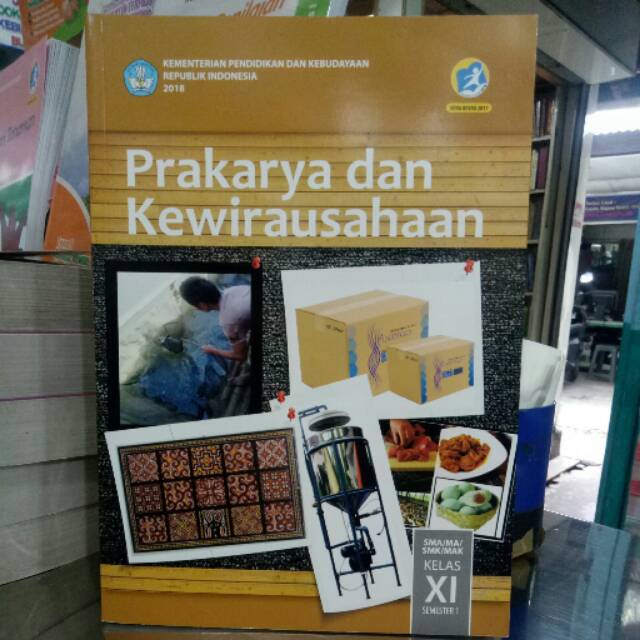 KEMENTERIAN PENDIDIKAN DAN KEBUDAYAAN
REPUBLIK INDONESIA
2018
Prakarya dan
Kewirausahaan
SMA/MA/
SMK/MAK
KELAS
XI
SEMESTER 1